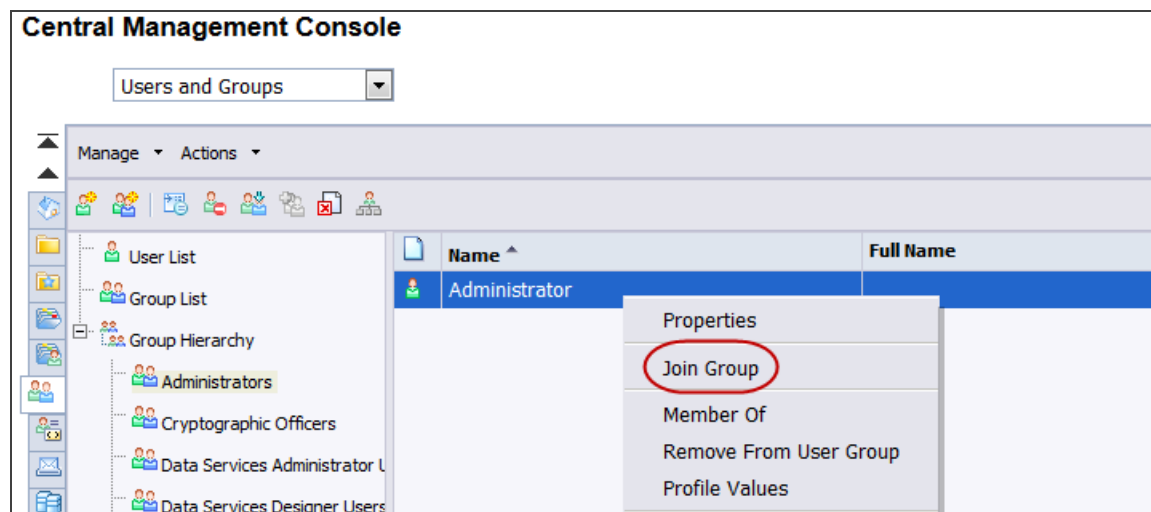 Central Management Console
Users and Groups
Manage Actions
Name Full Name
User List
Administrator
Group List
Properties
Group Hierarchy
Join Group
Administrators
Member Of
Cryptographic Officers
Remove From User Group
Data Services Administrator
Profile Values
Data Services Designer Users